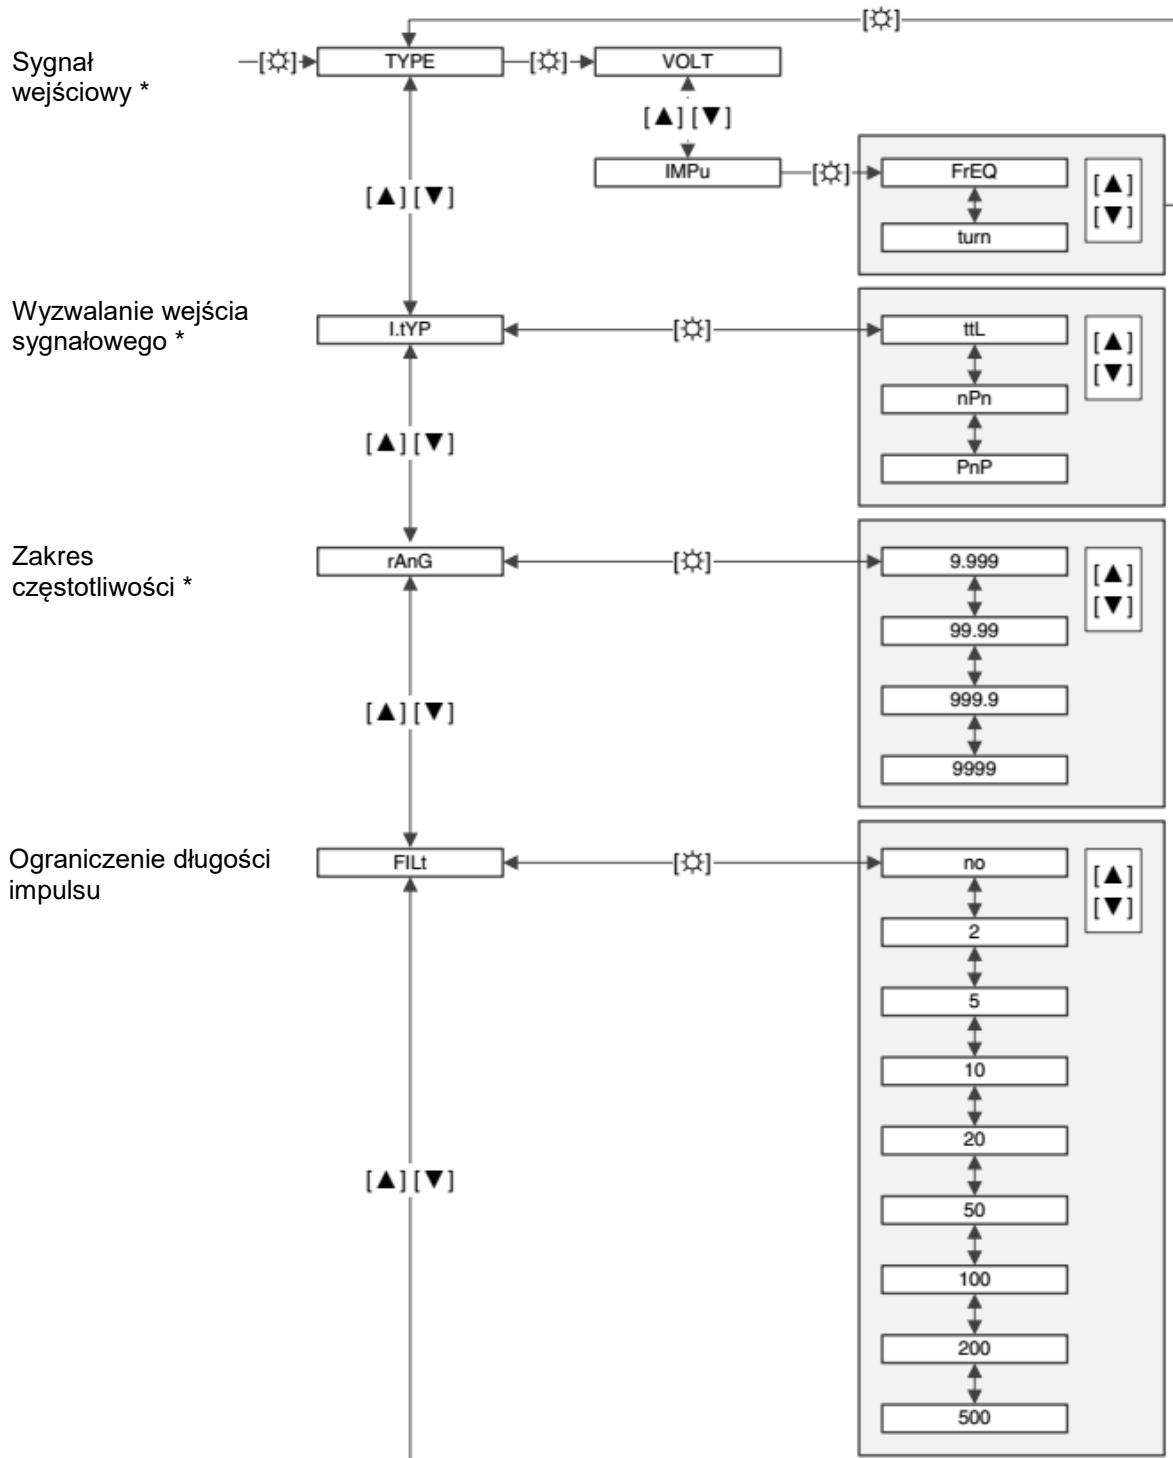 [☼]
Sygnał
wejściowy *
[☼] TYPE [☼] VOLT
[▲] [▼]
IMPu [☼] FrEQ
[▲]
[▼]
turn
[▲] [▼]
Wyzwalanie wejścia
sygnałowego *
I.tYP [☼] ttL
[▲]
[▼]
nPn
PnP
[▲] [▼]
Zakres
częstotliwości *
rAnG [☼] 9.999
[▲]
[▼]
99.99
999.9
9999
[▲] [▼]
Ograniczenie długości
impulsu
FILt [☼] no
[▲]
[▼]
2
5
10
20
50
100
200
500
[▲] [▼]